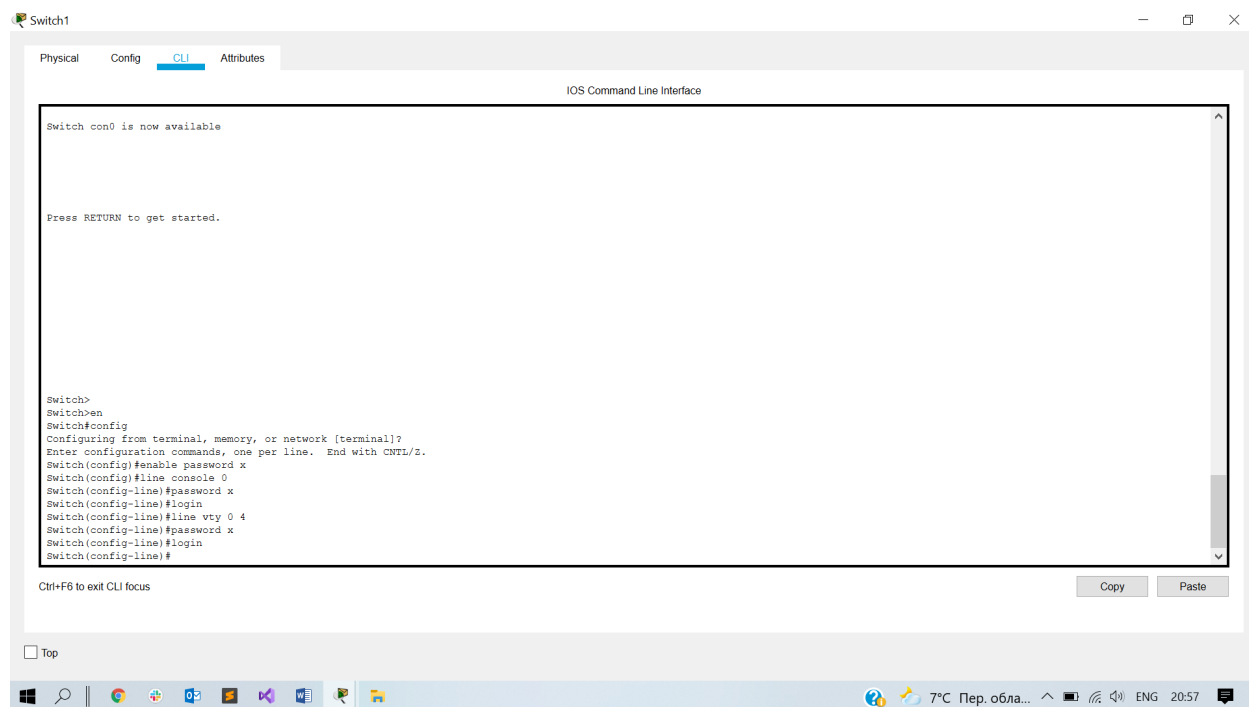 Switch1
Physical Config CLI Attributes
IOS Command Line Interface
Switch con0 is now available
Press RETURN to get started.
Switch>
Switch>en
Switch#config
Configuring from terminal, memory, or network [terminal]?
Enter configuration commands, one per line.  End with CNTL/Z.
Switch(config)#enable password x
Switch(config)#line console 0
Switch(config-line)#password x
Switch(config-line)#login
Switch(config-line)#line vty 0 4
Switch(config-line)#password x
Switch(config-line)#login
Switch(config-line)#
Ctrl+F6 to exit CLI focus
Copy Paste
Top
7°C Пер. обла... ENG 20:57